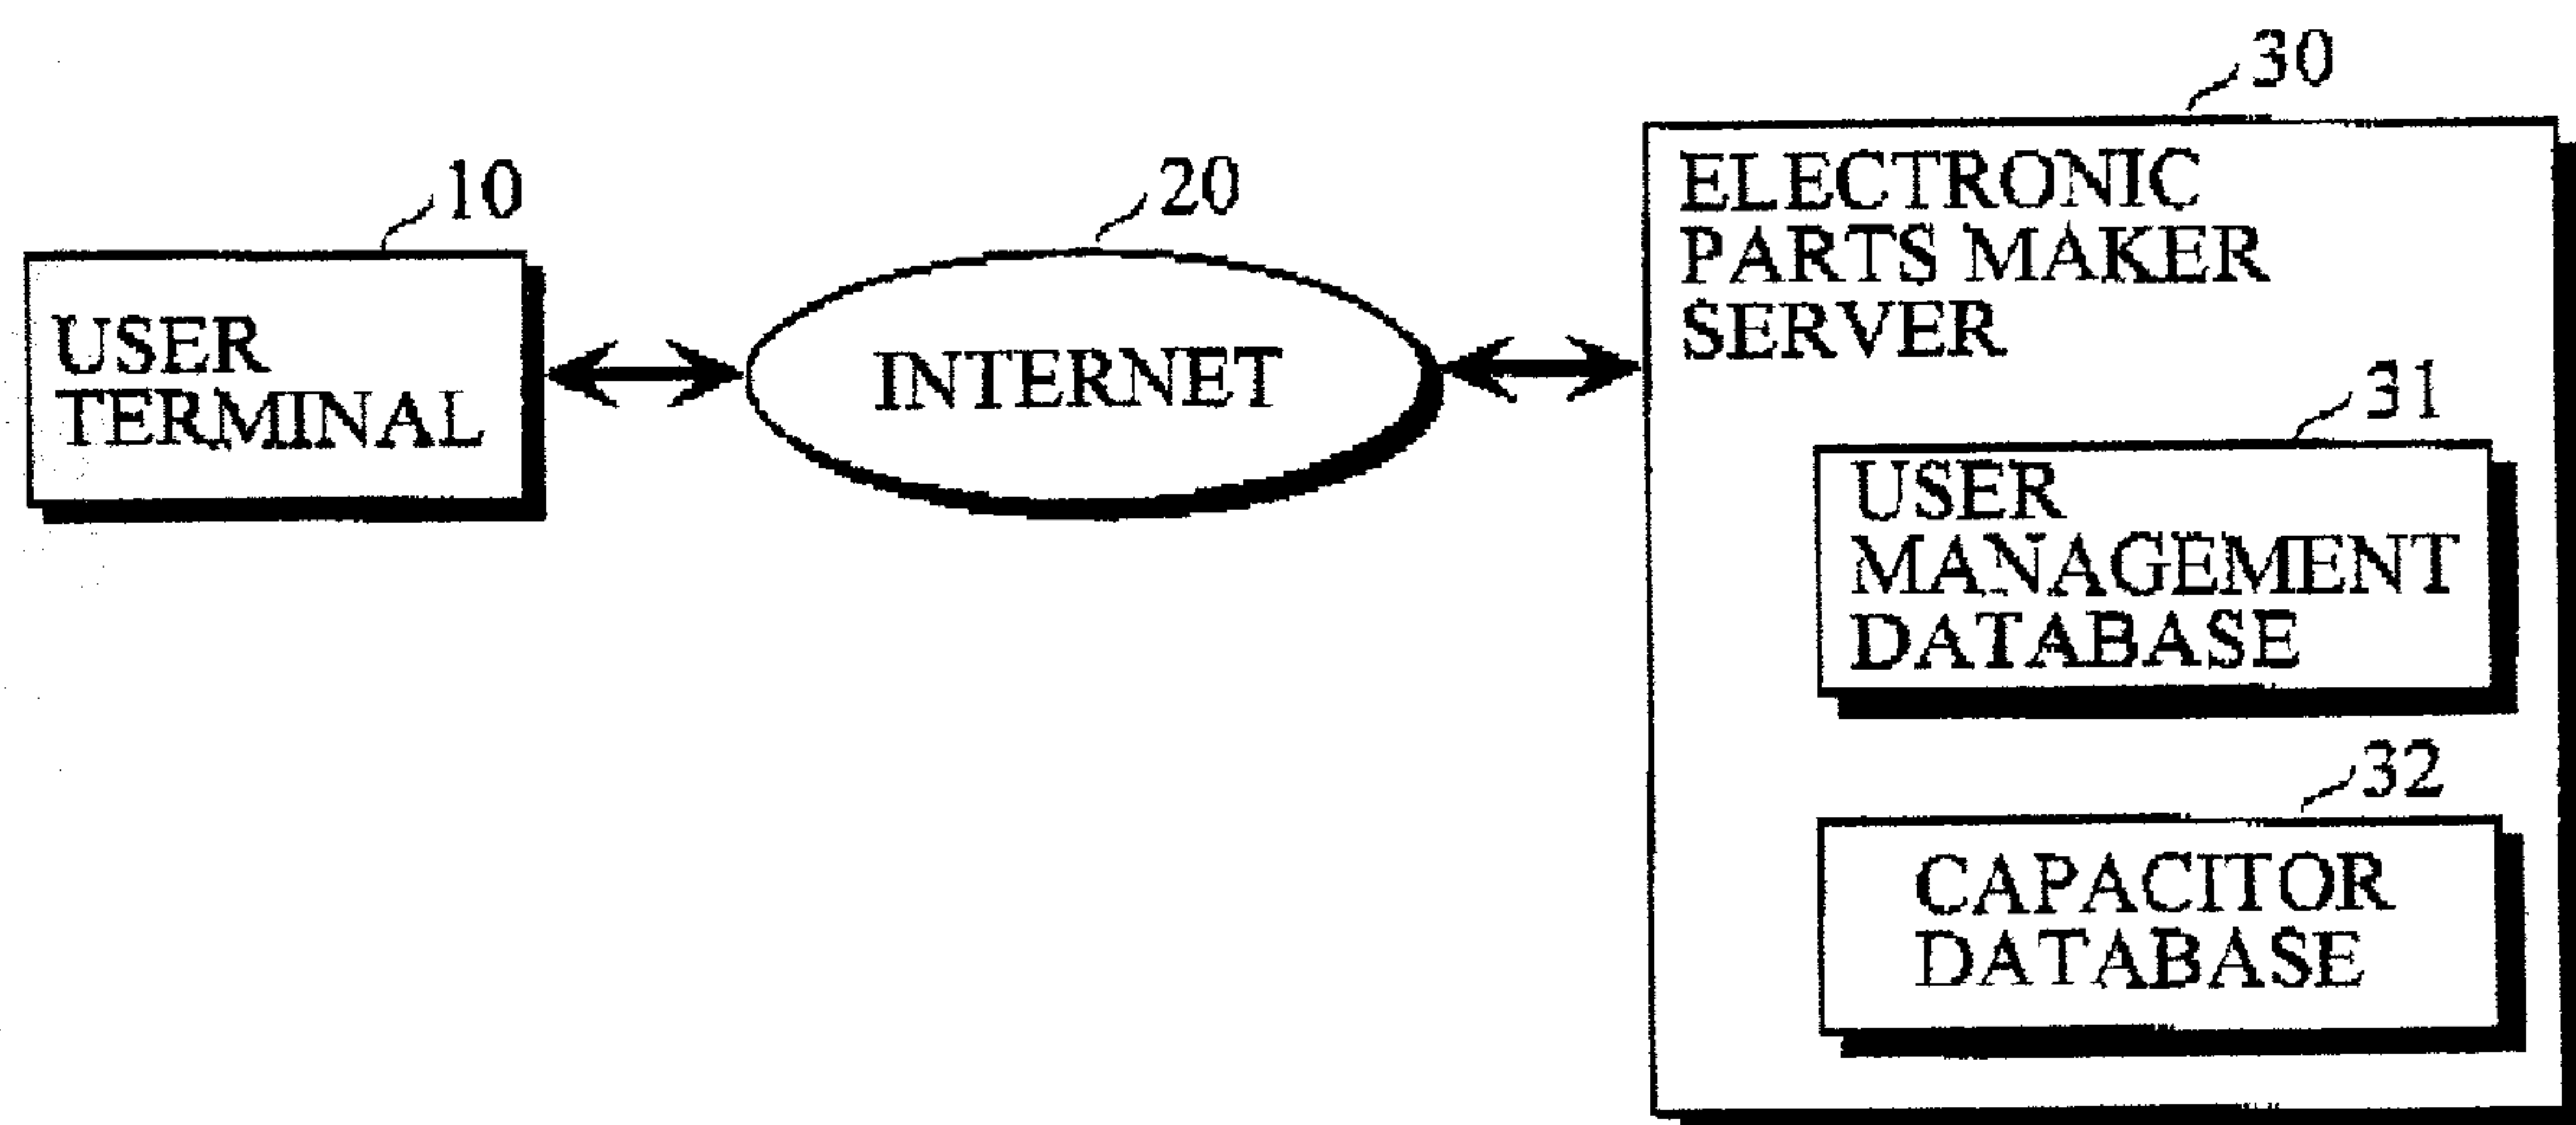 10
USER
TERMINAL
20
INTERNET
30
ELECTRONIC
PARTS MAKER
SERVER
31
USER
MANAGEMENT
DATABASE
32
CAPACITOR
DATABASE